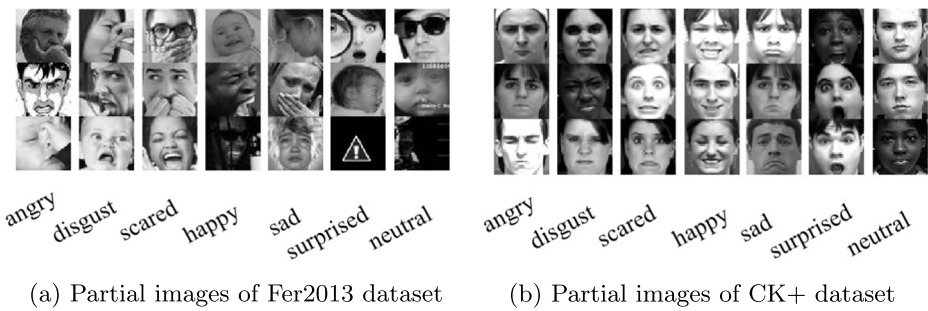 angry disgust scared happy sad surprised neutral
angry disgust scared happy sad surprised neutral
(a) Partial images of Fer2013 dataset
(b) Partial images of CK+ dataset